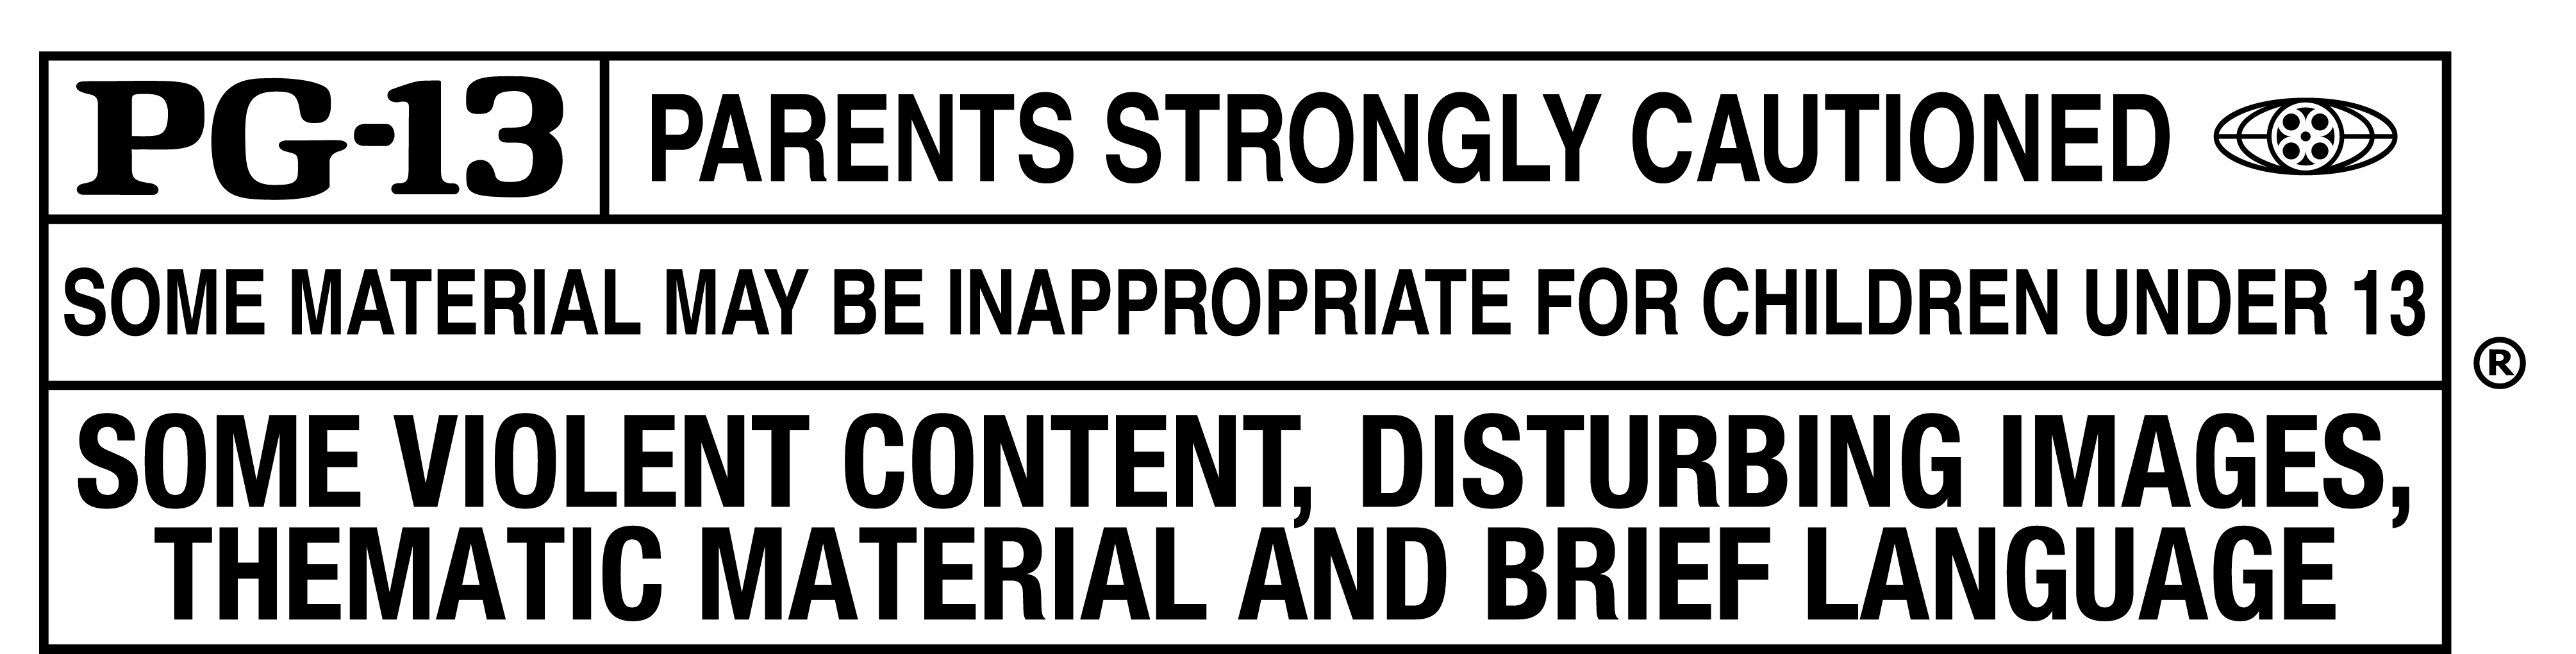 PG-13 PARENTS STRONGLY CAUTIONED
SOME MATERIAL MAY BE INAPPROPRIATE FOR CHILDREN UNDER 13
®
SOME VIOLENT CONTENT, DISTURBING IMAGES,
THEMATIC MATERIAL AND BRIEF LANGUAGE